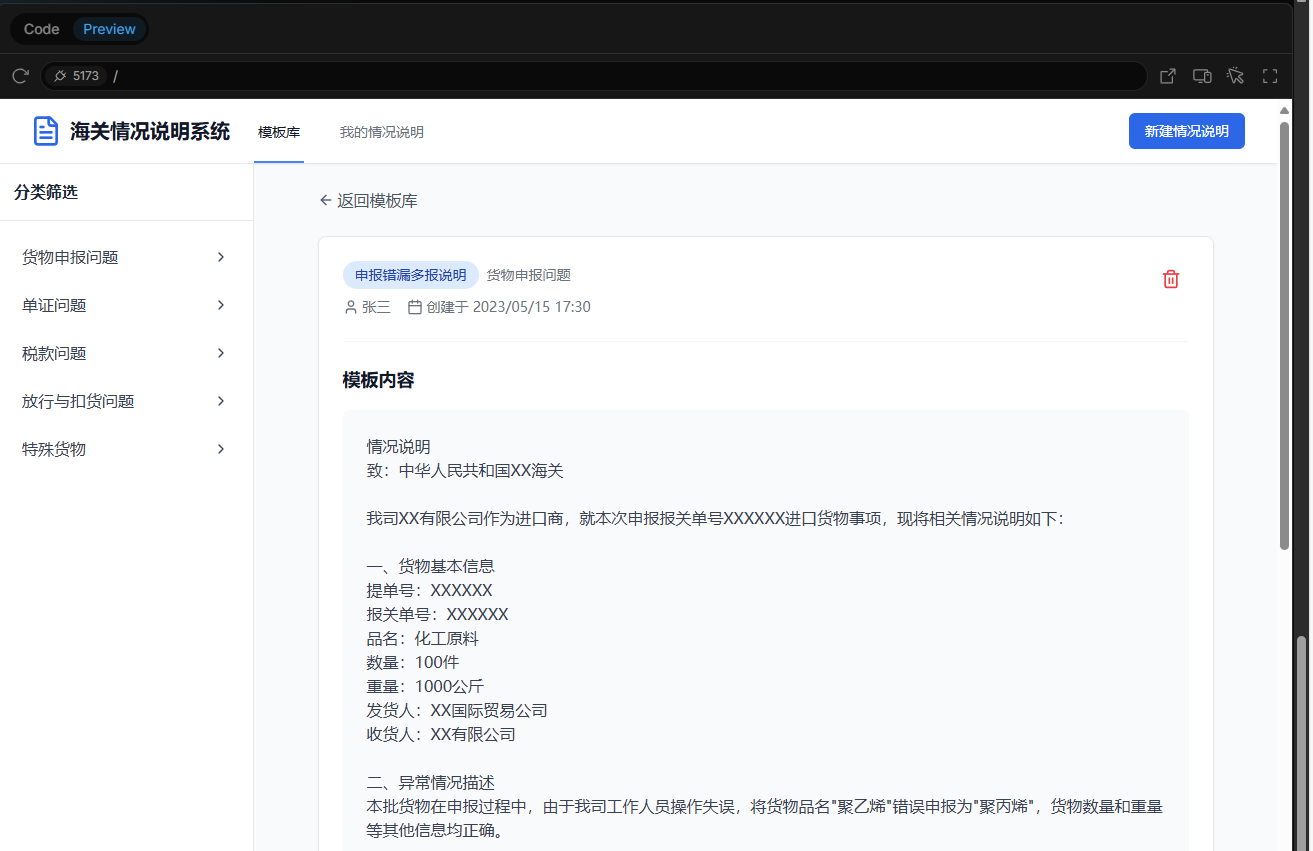 Code Preview
5173 /
海关情况说明系统 模板库 我的情况说明 新建情况说明
分类筛选
货物申报问题
单证问题
税款问题
放行与扣货问题
特殊货物
返回模板库
申报错漏多报说明 货物申报问题
张三 创建于 2023/05/15 17:30
模板内容
情况说明
致：中华人民共和国XX海关
我司XX有限公司作为进口商，就本次申报报关单号XXXXXX进口货物事项，现将相关情况说明如下：
一、货物基本信息
提单号：XXXXXX
报关单号：XXXXXX
品名：化工原料
数量：100件
重量：1000公斤
发货人：XX国际贸易公司
收货人：XX有限公司
二、异常情况描述
本批货物在申报过程中，由于我司工作人员操作失误，将货物品名"聚乙烯"错误申报为"聚丙烯"，货物数量和重量
等其他信息均正确。